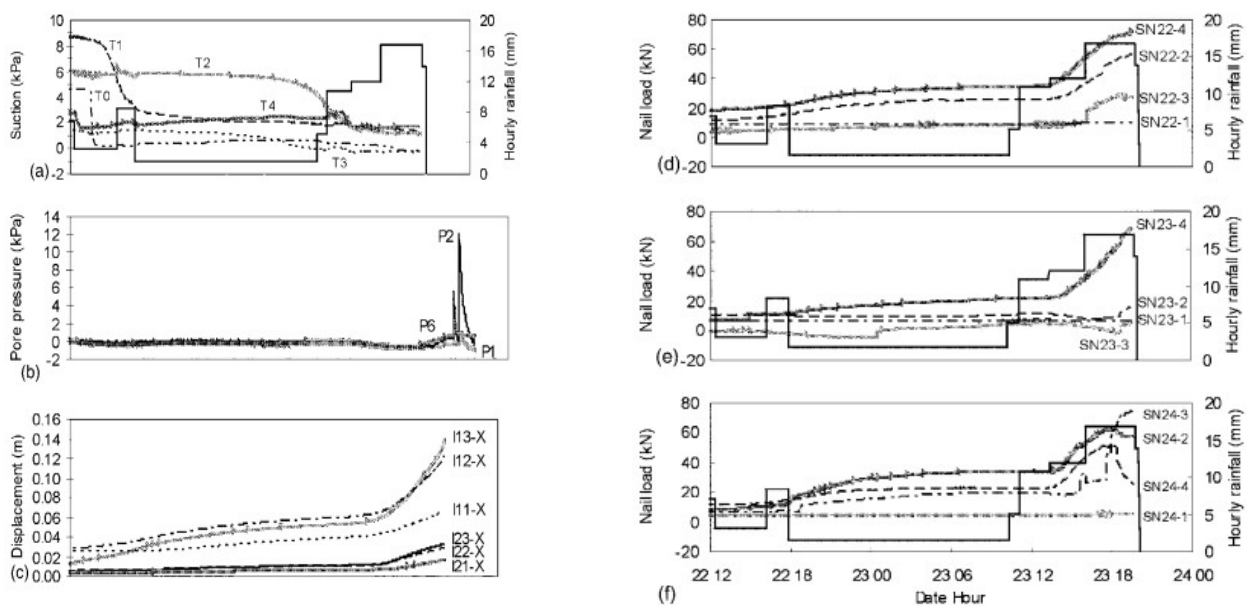 10
8
6
4
2
0
-2
Suction (kPa)
T1
T2
T0
T4
T3
20
16
12
8
4
0
Hourly rainfall (mm)
(a)
14
12
10
8
6
4
2
0
-2
Pore pressure (kPa)
P2
P6
P1
(b)
0.16
0.14
0.12
0.10
0.08
0.06
0.04
0.02
0.00
Displacement (m)
I13-X
I12-X
I11-X
I23-X
I22-X
I21-X
(c)
80
60
40
20
0
-20
Nail load (kN)
SN22-4
SN22-2
SN22-3
SN22-1
20
15
10
5
0
Hourly rainfall (mm)
(d)
80
60
40
20
0
-20
Nail load (kN)
SN23-4
SN23-2
SN23-1
SN23-3
20
15
10
5
0
Hourly rainfall (mm)
(e)
80
60
40
20
0
-20
Nail load (kN)
SN24-3
SN24-2
SN24-4
SN24-1
20
15
10
5
0
Hourly rainfall (mm)
22 12 22 18 23 00 23 06 23 12 23 18 24 00
Date Hour
(f)